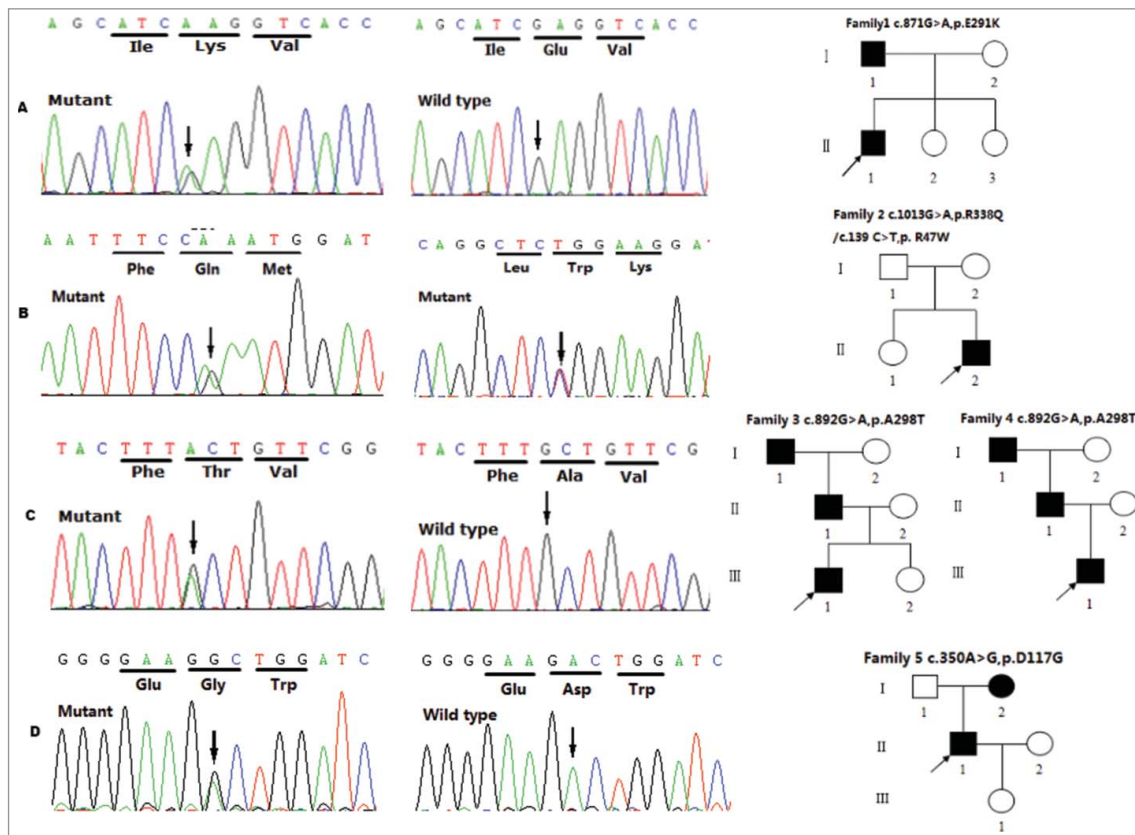 A G C A T C A A G G T C A C C
Ile Lys Val
Mutant
A
A G C A T C G A G G T C A C C
Ile Glu Val
Wild type
Family1 c.871G>A,p.E291K
I
1 2
II
1 2 3
A A T T T C C A A A T G G A T
Phe Gln Met
Mutant
B
C A G G C T C T G G A A G G A T
Leu Trp Lys
Mutant
Family 2 c.1013G>A,p.R338Q
/c.139 C>T,p. R47W
I
1 2
II
1 2
T A C T T T A C T G T T C G G
Phe Thr Val
Mutant
C
T A C T T T G C T G T T C G
Phe Ala Val
Wild type
Family 3 c.892G>A,p.A298T
I
1 2
II
1 2
III
1 2
Family 4 c.892G>A,p.A298T
I
1 2
II
1 2
III
1
G G G G A A G G C T G G A T C
Glu Gly Trp
Mutant
D
G G G G A A G A C T G G A T C
Glu Asp Trp
Wild type
Family 5 c.350A>G,p.D117G
I
1 2
II
1 2
III
1